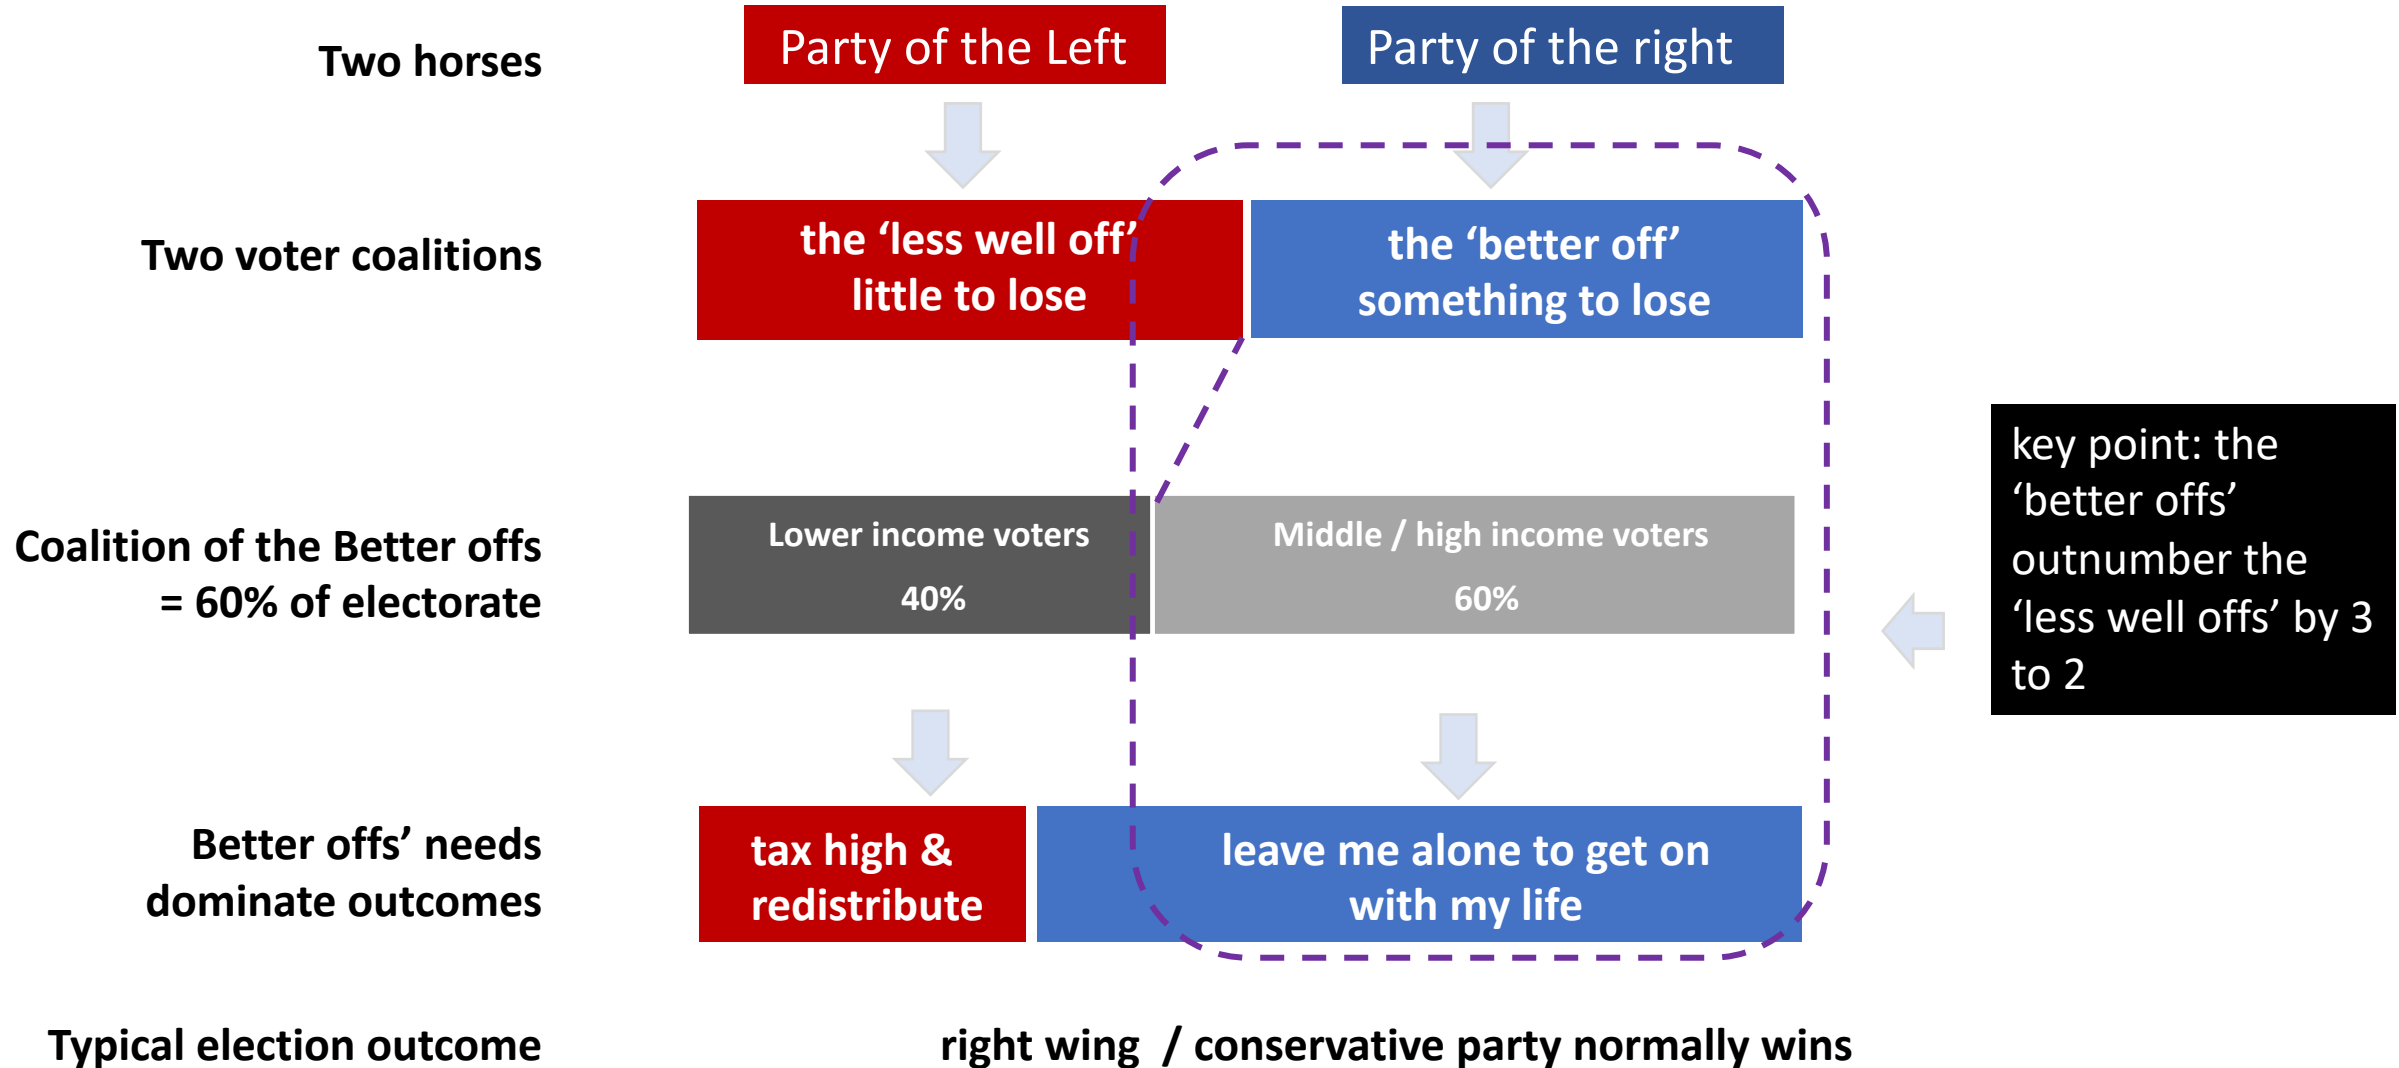 Two horses
Party of the Left
Party of the right
Two voter coalitions
the ‘less well off’
little to lose
the ‘better off’
something to lose
Coalition of the Better offs
= 60% of electorate
Lower income voters
40%
Middle / high income voters
60%
key point: the
‘better offs’
outnumber the
‘less well offs’ by 3
to 2
Better offs’ needs
dominate outcomes
tax high &
redistribute
leave me alone to get on
with my life
Typical election outcome
right wing / conservative party normally wins